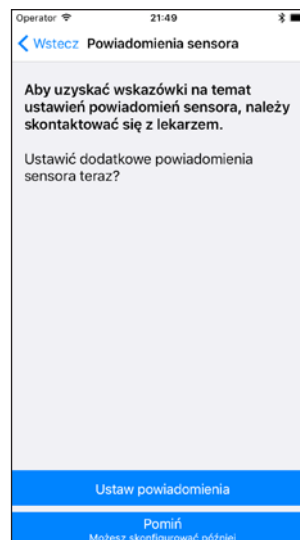 Operator 21:49
Wstecz Powiadomienia sensora
Aby uzyskać wskazówki na temat
ustawień powiadomień sensora, należy
skontaktować się z lekarzem.
Ustawić dodatkowe powiadomienia
sensora teraz?
Ustaw powiadomienia
Pomiń
Możesz skonfigurować później